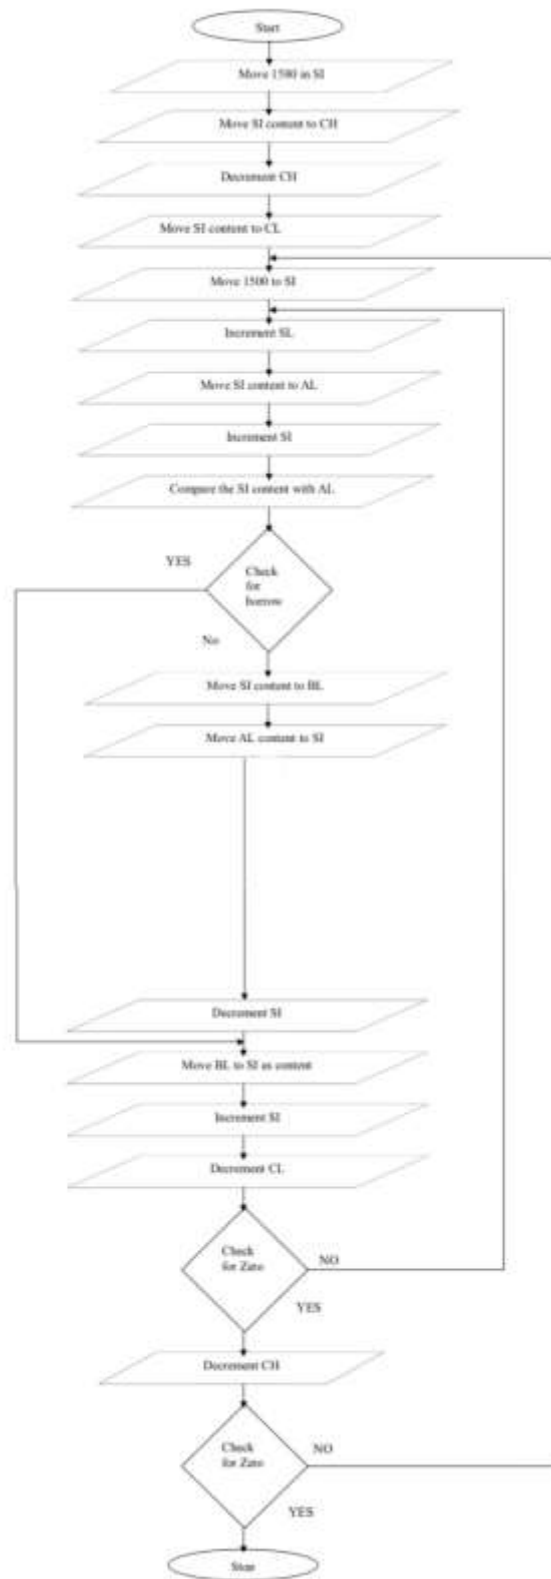 Start
Move 1500 in SI
Move SI content to CH
Decrement CH
Move SI content to CL
Move 1500 to SI
Increment SI,
Move SI content to AL
Increment SI
Compare the SI content with AL
YES
Check
for
borrow
No
Move SI content to BL
Move AL content to SI
Decrement SI
Move BL to SI as content
Increment SI
Decrement CL
Check
for Zero
NO
YES
Decrement CH
Check
for Zero
NO
YES
Stop